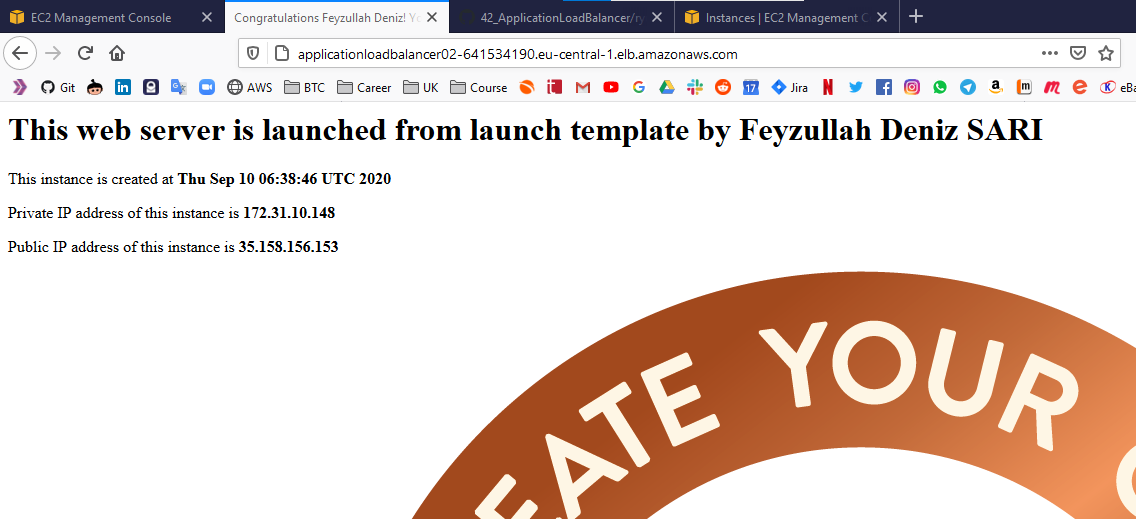 EC2 Management Console
Congratulations Feyzullah Deniz! Yo
42_ApplicationLoadBalancer/ry
Instances | EC2 Management C
applicationloadbalancer02-641534190.eu-central-1.elb.amazonaws.com
Git
AWS
BTC
Career
UK
Course
17
Jira
eBa
This web server is launched from launch template by Feyzullah Deniz SARI
This instance is created at Thu Sep 10 06:38:46 UTC 2020
Private IP address of this instance is 172.31.10.148
Public IP address of this instance is 35.158.156.153
EATE YOUR